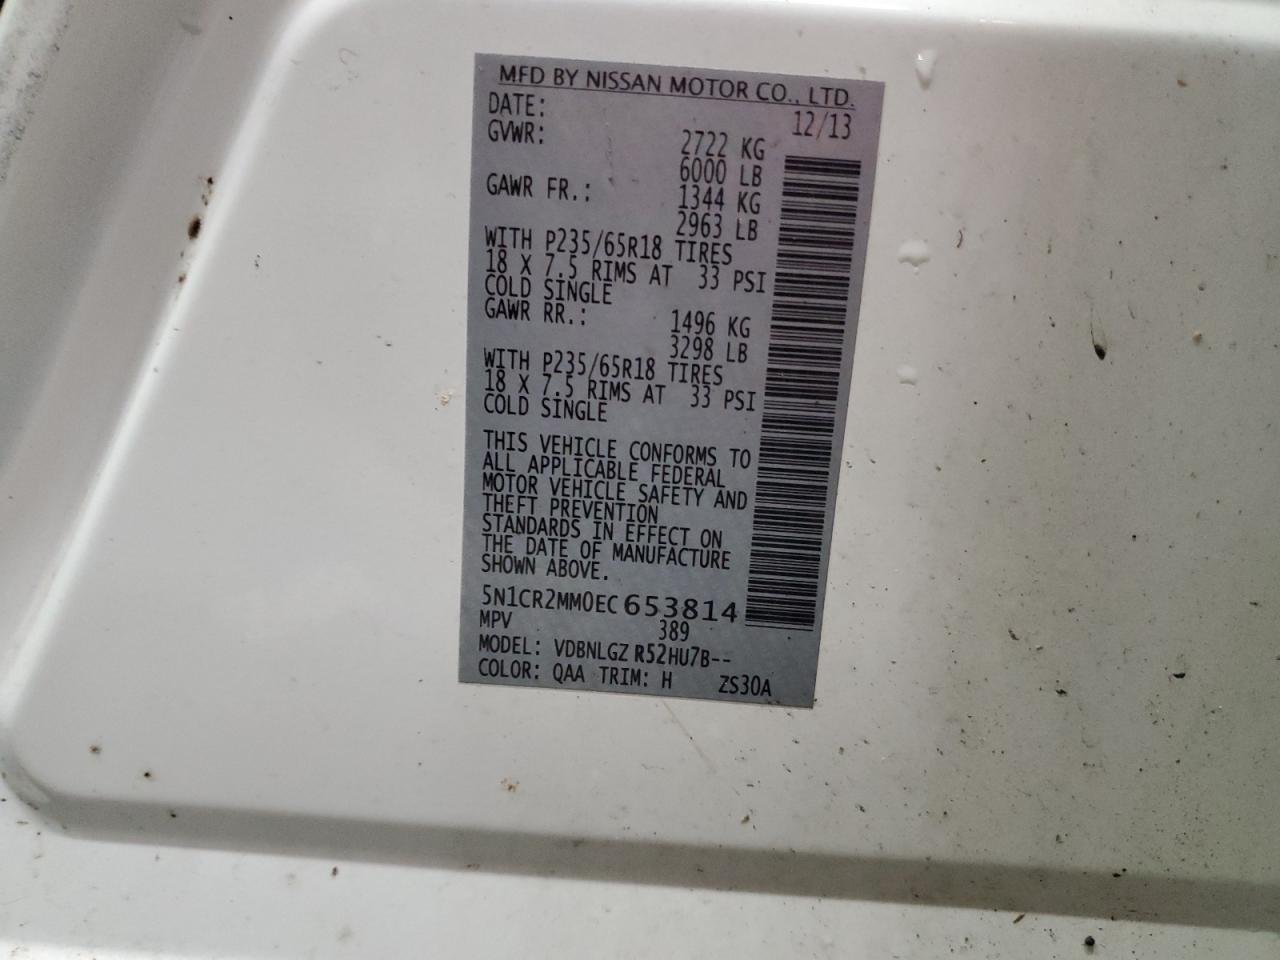 MFD BY NISSAN MOTOR CO., LTD.
DATE: 12/13
GVWR: 2722 KG
6000 LB
GAWR FR.: 1344 KG
2963 LB
WITH P235/65R18 TIRES
18 X 7.5 RIMS AT 33 PSI
COLD SINGLE
GAWR RR.: 1496 KG
3298 LB
WITH P235/65R18 TIRES
18 X 7.5 RIMS AT 33 PSI
COLD SINGLE
THIS VEHICLE CONFORMS TO
ALL APPLICABLE FEDERAL
MOTOR VEHICLE SAFETY AND
THEFT PREVENTION
STANDARDS IN EFFECT ON
THE DATE OF MANUFACTURE
SHOWN ABOVE.
5N1CR2MM0EC653814
MPV 389
MODEL: VDBNLGZ R52HU7B--
COLOR: QAA TRIM: H ZS30A